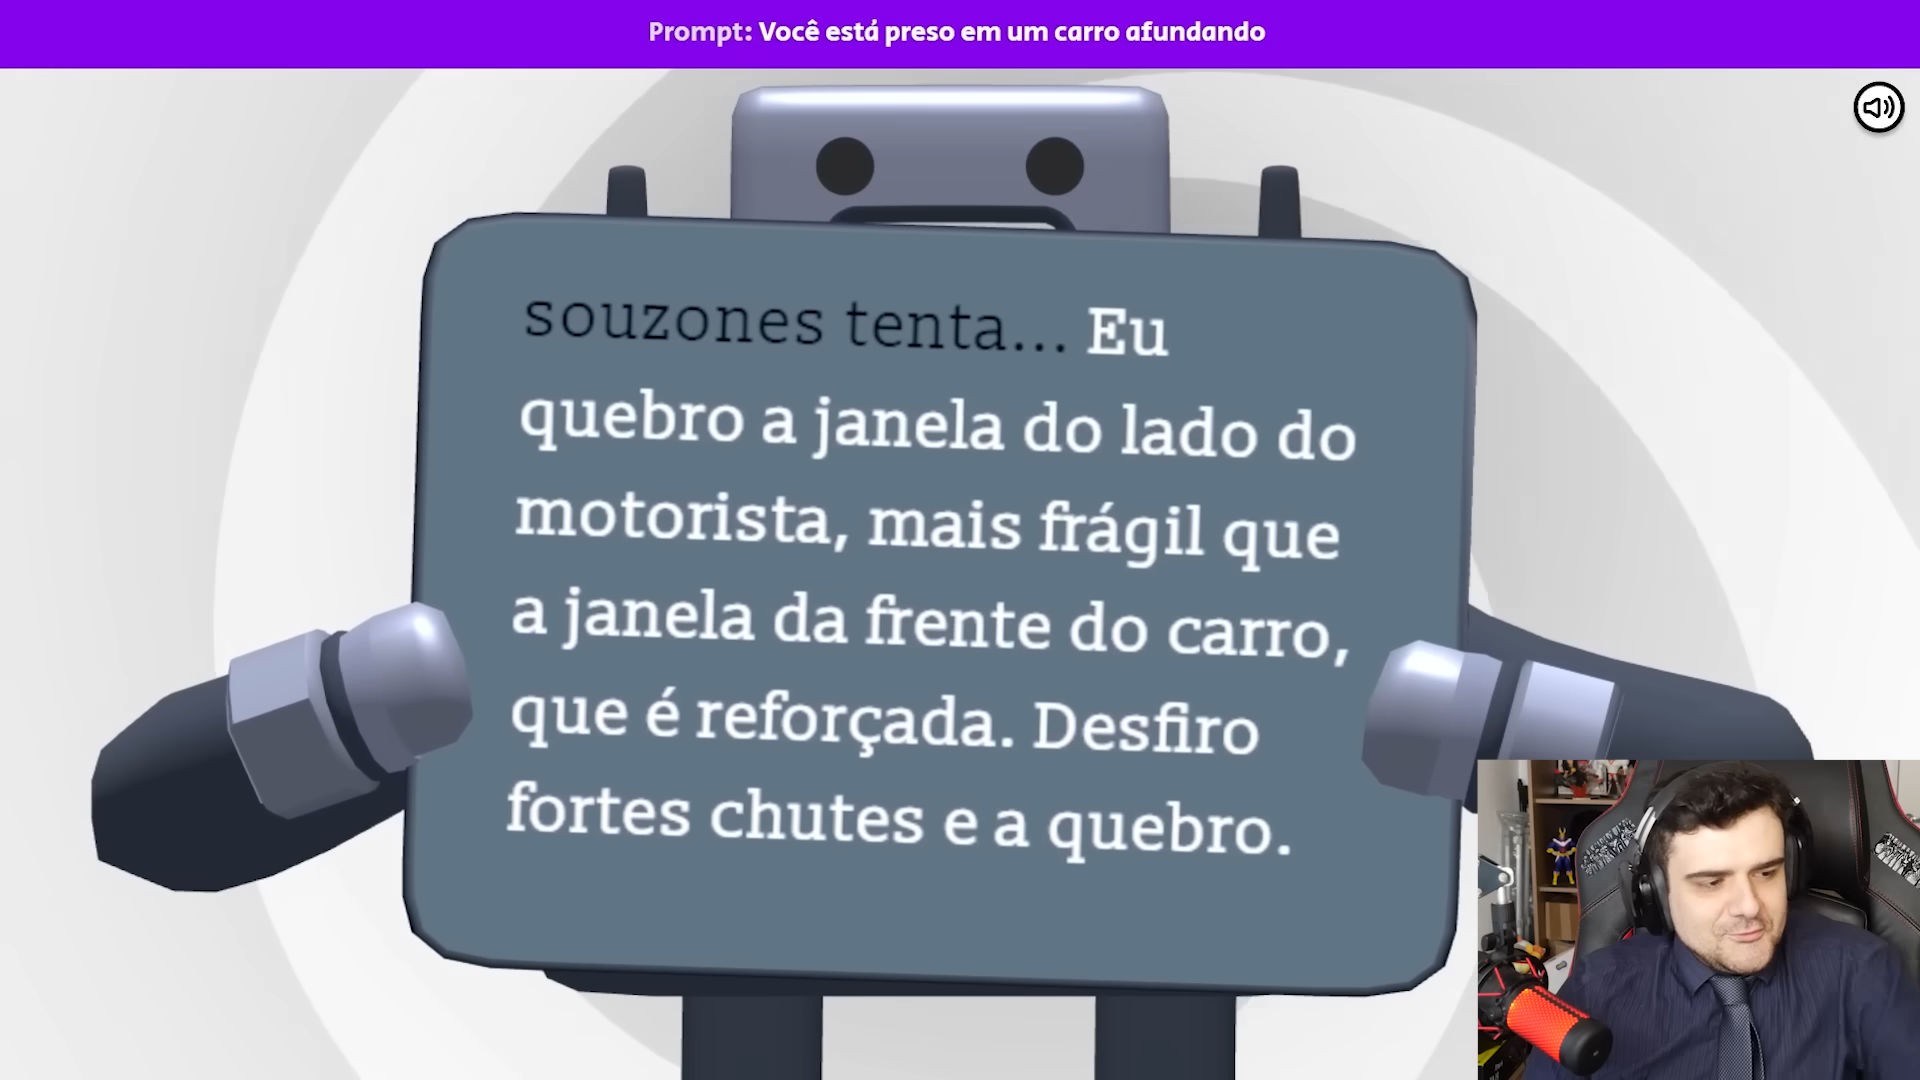 Prompt: Você está preso em um carro afundando
souzones tenta... Eu
quebro a janela do lado do
motorista, mais frágil que
a janela da frente do carro,
que é reforçada. Desfiro
fortes chutes e a quebro.